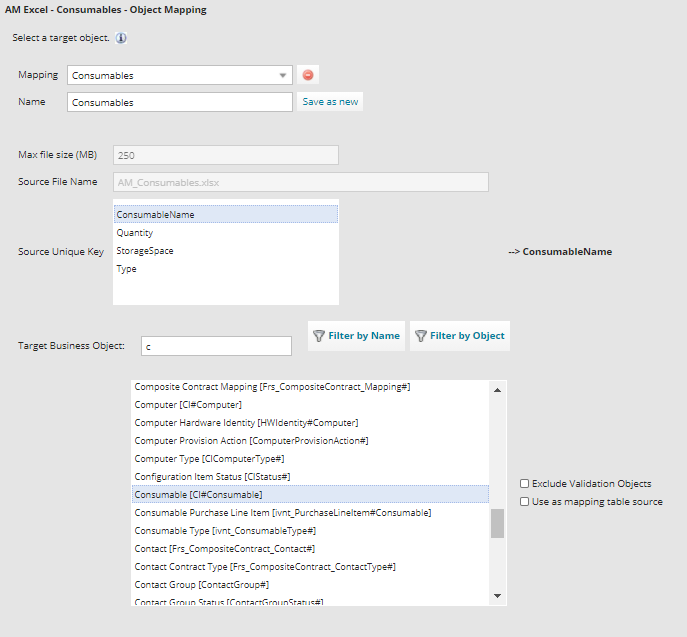 AM Excel - Consumables - Object Mapping
Select a target object.
Mapping Consumables
Name Consumables Save as new
Max file size (MB) 250
Source File Name AM_Consumables.xlsx
ConsumableName
Quantity
StorageSpace
Source Unique Key --> ConsumableName
Type
Target Business Object: c Filter by Name Filter by Object
Composite Contract Mapping [Frs_CompositeContract_Mapping#]
Computer [CI#Computer]
Computer Hardware Identity [HWIdentity#Computer]
Computer Provision Action [ComputerProvisionAction#]
Computer Type [CIComputerType#]
Configuration Item Status [CIStatus#]
Exclude Validation Objects
Consumable [CI#Consumable]
Use as mapping table source
Consumable Purchase Line Item [ivnt_PurchaseLineItem#Consumable]
Consumable Type [ivnt_ConsumableType#]
Contact [Frs_CompositeContract_Contact#]
Contact Contract Type [Frs_CompositeContract_ContactType#]
Contact Group [ContactGroup#]
Contact Group Status [ContactGroupStatus#]